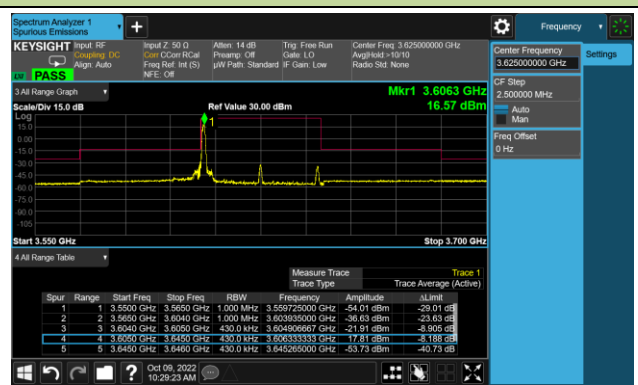 Spectrum Analyzer 1
Spurious Emissions
Frequency
KEYSIGHT
Input: RF
Coupling: DC
Align: Auto
Input Z: 50 Ω
Corr CCorr RCal
Freq Ref: Int (S)
NFE: Off
Atten: 14 dB
Preamp: Off
µW Path: Standard
Trig: Free Run
Gate: LO
IF Gain: Low
Center Freq: 3.625000000 GHz
Avg|Hold:>10/10
Radio Std: None
PASS
Center Frequency
3.625000000 GHz
Settings
CF Step
2.500000 MHz
Auto
Man
Freq Offset
0 Hz
3 All Range Graph
Mkr1 3.6063 GHz
16.57 dBm
Scale/Div 15.0 dB
Ref Value 30.00 dBm
Log
15.0
0.00
-15.0
-30.0
-45.0
-60.0
-75.0
-90.0
-105
1
Start 3.550 GHz
Stop 3.700 GHz
4 All Range Table
Measure Trace Trace 1
Trace Type Trace Average (Active)
Spur Range Start Freq Stop Freq RBW Frequency Amplitude ΔLimit
1 1 3.5500 GHz 3.5650 GHz 1.000 MHz 3.559725000 GHz -54.01 dBm -29.01 dB
2 2 3.5650 GHz 3.6040 GHz 1.000 MHz 3.603935000 GHz -36.63 dBm -23.63 dB
3 3 3.6040 GHz 3.6050 GHz 430.0 kHz 3.604906667 GHz -21.91 dBm -8.905 dB
4 4 3.6050 GHz 3.6450 GHz 430.0 kHz 3.606333333 GHz 17.81 dBm -8.188 dB
5 5 3.6450 GHz 3.6460 GHz 430.0 kHz 3.645265000 GHz -53.73 dBm -40.73 dB
Oct 09, 2022
10:29:23 AM